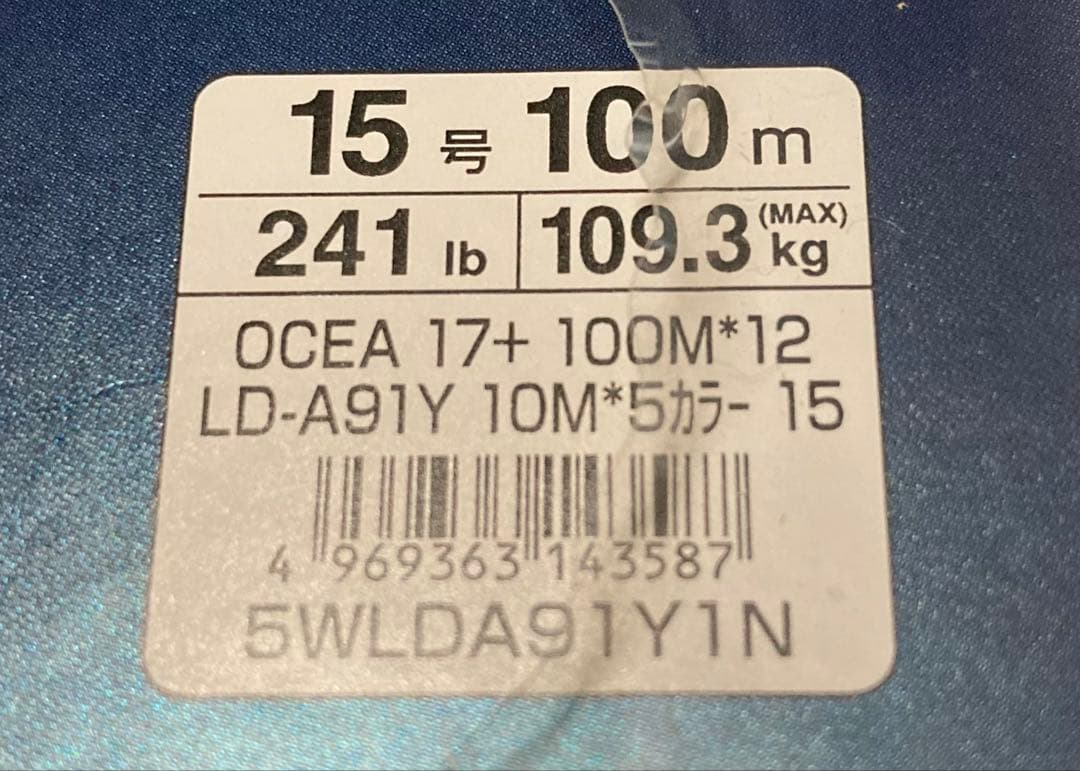 15 号 100 m
241 lb 109.3 (MAX) kg
OCEA 17+ 100M*12
LD-A91Y 10M*5ｶﾗｰ 15
4 969363 143587
5WLDA91Y1N